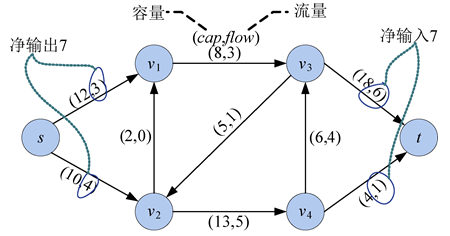 容量 流量
净输出7
(cap,flow)
净输入7
v1
(8,3)
v3
(12,3)
(18,6)
s
(2,0)
(5,1)
(6,4)
t
(10,4)
(4,1)
v2
(13,5)
v4